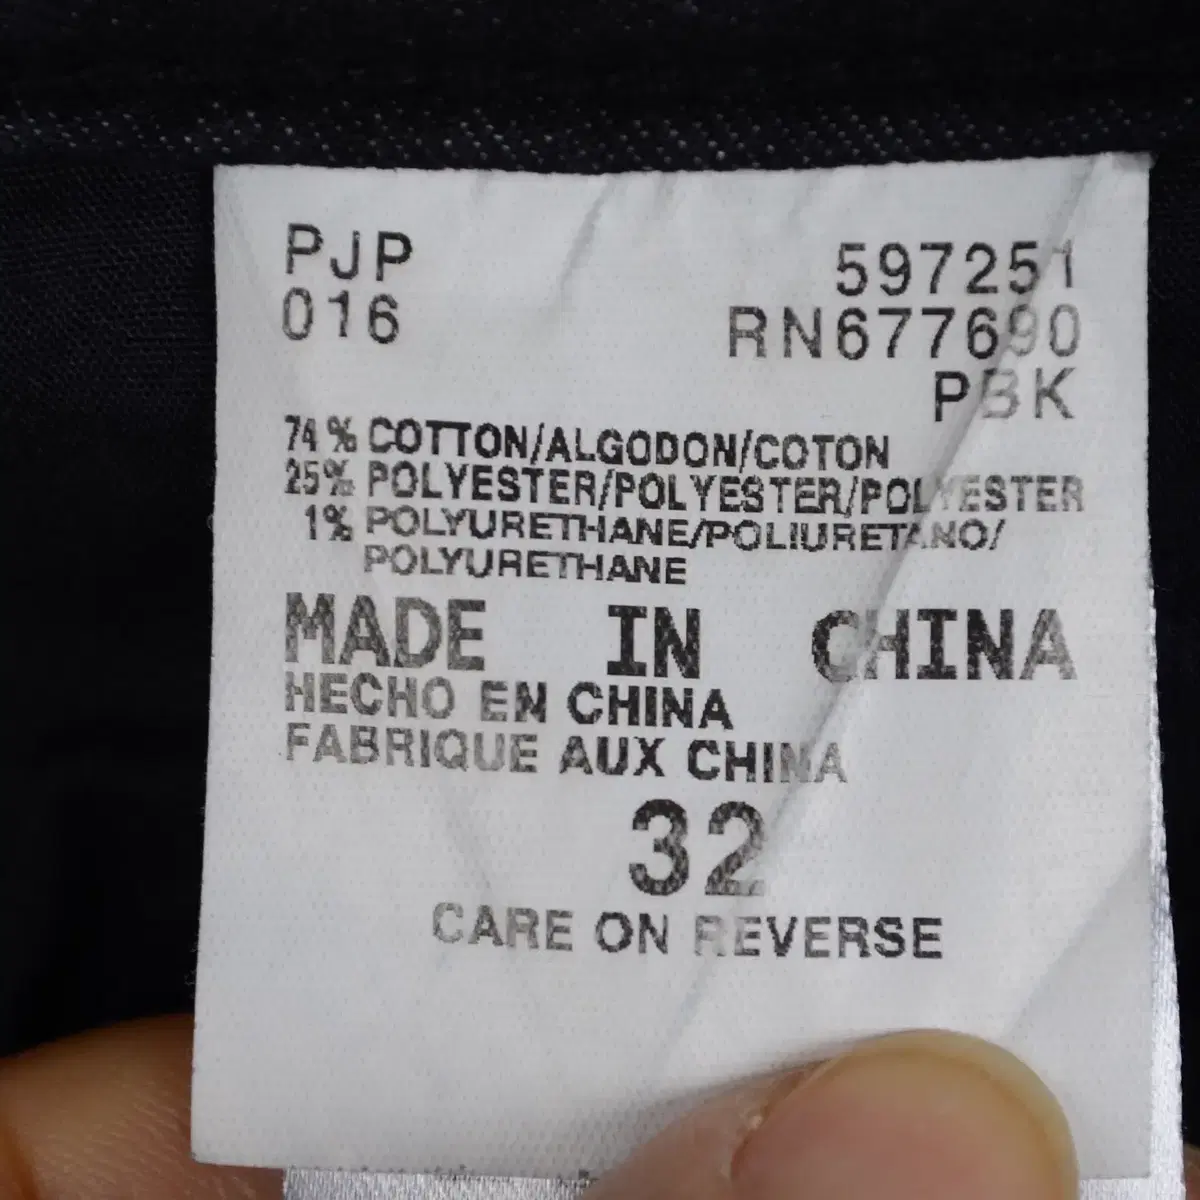 PJP 597251
016 RN677690
PBK
74% COTTON/ALGODON/COTON
25% POLYESTER/POLYESTER/POLYESTER
1% POLYURETHANE/POLIURETANO/
POLYURETHANE
MADE IN CHINA
HECHO EN CHINA
FABRIQUE AUX CHINA
32
CARE ON REVERSE